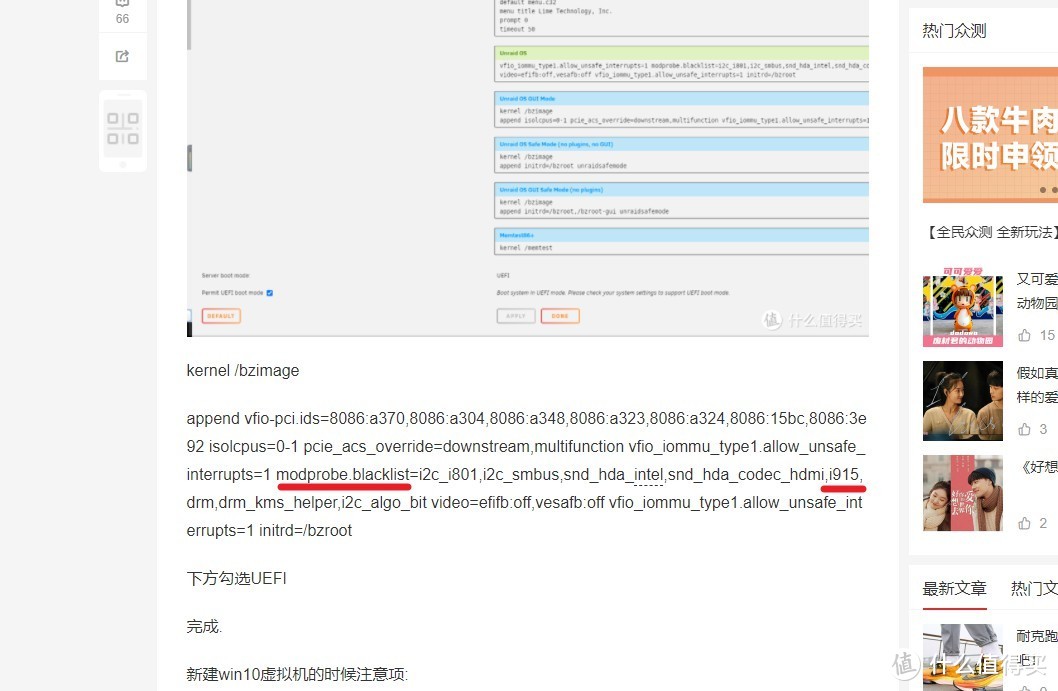 66
default menu.c32
menu title Lime Technology, Inc.
prompt 0
timeout 50
Unraid OS
vfio_iommu_type1.allow_unsafe_interrupts=1 modprobe.blacklist=i2c_i801,i2c_smbus,snd_hda_intel,snd_hda_co
video=efifb:off,vesafb:off vfio_iommu_type1.allow_unsafe_interrupts=1 initrd=/bzroot
Unraid OS GUI Mode
kernel /bzimage
append isolcpus=0-1 pcie_acs_override=downstream,multifunction vfio_iommu_type1.allow_unsafe_interrupts=1
Unraid OS Safe Mode (no plugins, no GUI)
kernel /bzimage
append initrd=/bzroot unraidsafemode
Unraid OS GUI Safe Mode (no plugins)
kernel /bzimage
append initrd=/bzroot,/bzroot-gui unraidsafemode
Memtest86+
kernel /memtest
Server boot mode:
UEFI
Permit UEFI boot mode
Boot system in UEFI mode. Please check your system settings to support UEFI boot mode.
DEFAULT
APPLY
DONE
值 什么值得买
kernel /bzimage
append vfio-pci.ids=8086:a370,8086:a304,8086:a348,8086:a323,8086:a324,8086:15bc,8086:3e
92 isolcpus=0-1 pcie_acs_override=downstream,multifunction vfio_iommu_type1.allow_unsafe_
interrupts=1 modprobe.blacklist=i2c_i801,i2c_smbus,snd_hda_intel,snd_hda_codec_hdmi,i915,
drm,drm_kms_helper,i2c_algo_bit video=efifb:off,vesafb:off vfio_iommu_type1.allow_unsafe_int
errupts=1 initrd=/bzroot
下方勾选UEFI
完成.
新建win10虚拟机的时候注意项:
热门众测
八款牛肉
限时申领
【全民众测 全新玩法】
可可爱爱
又可爱
动物园
15
假如真
样的爱
3
《好想
2
最新文章
热门文
耐克跑
吧!
值 什么值得买